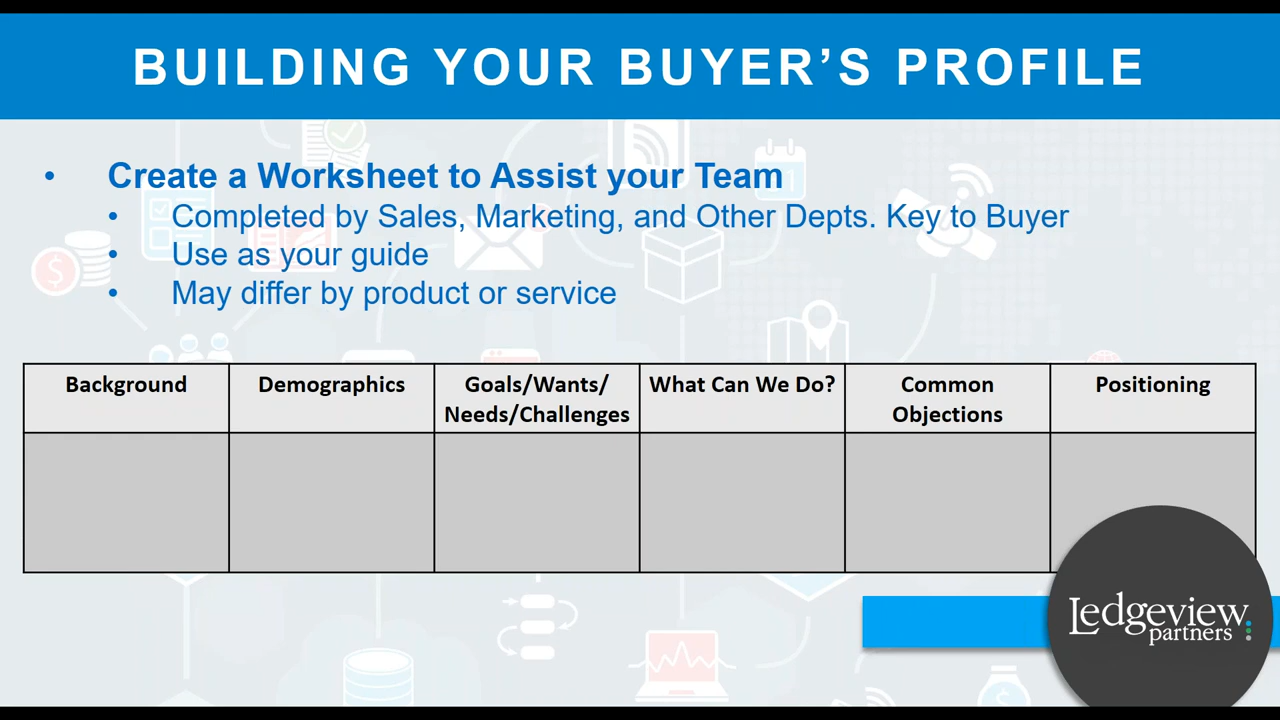 BUILDING YOUR BUYER’S PROFILE
• Create a Worksheet to Assist your Team
• Completed by Sales, Marketing, and Other Depts. Key to Buyer
• Use as your guide
• May differ by product or service
Background
Demographics
Goals/Wants/
Needs/Challenges
What Can We Do?
Common
Objections
Positioning
Ledgeview
partners
$
1